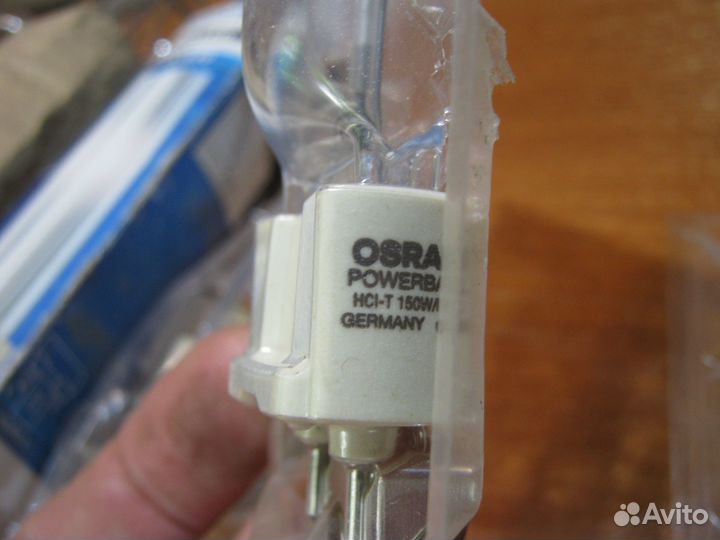 OSRA
POWERBA
HCI-T 150W/
GERMANY
Avito